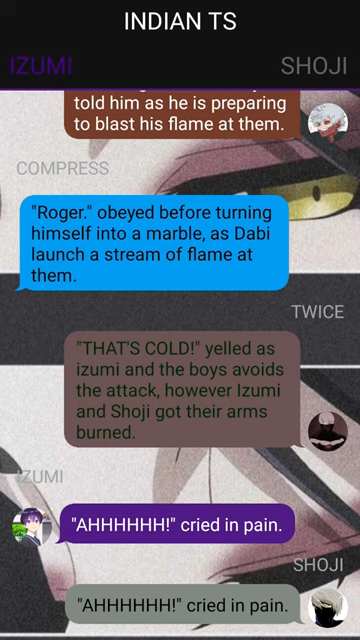 INDIAN TS
IZUMI
SHOJI
told him as he is preparing
to blast his flame at them.
COMPRESS
"Roger." obeyed before turning
himself into a marble, as Dabi
launch a stream of flame at
them.
TWICE
"THAT'S COLD!" yelled as
izumi and the boys avoids
the attack, however Izumi
and Shoji got their arms
burned.
IZUMI
"AHHHHHH!" cried in pain.
SHOJI
"AHHHHHH!" cried in pain.